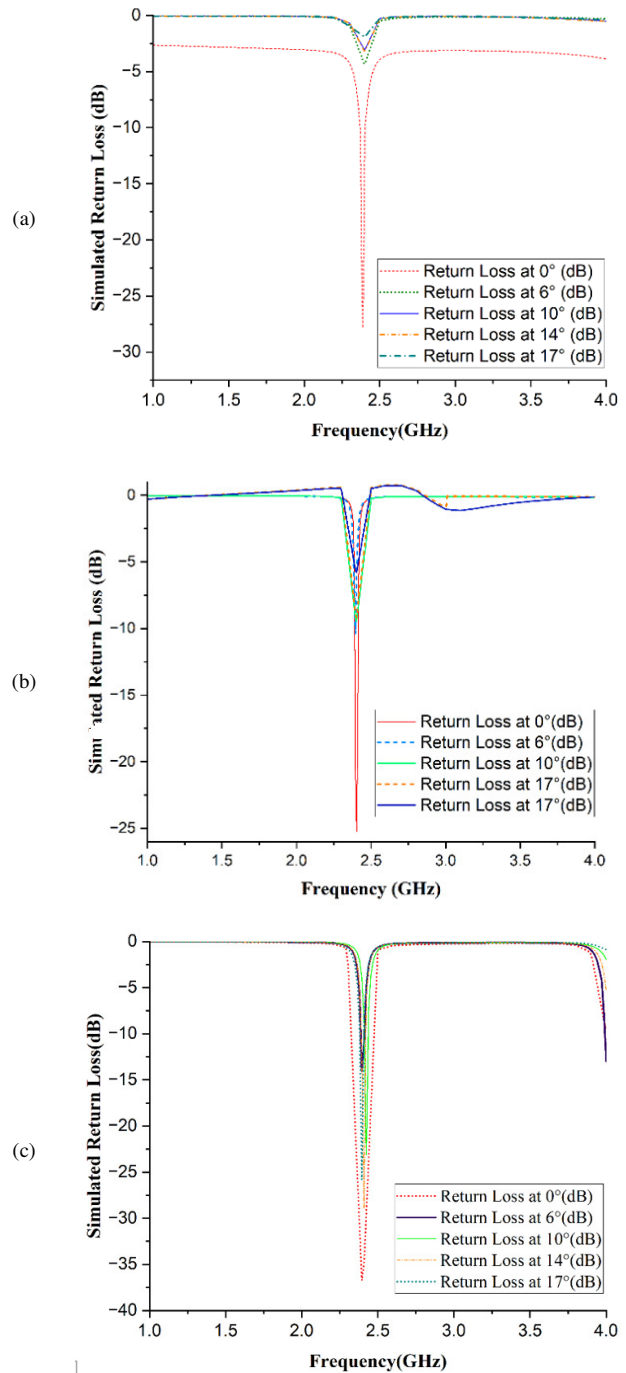 (a)
Simulated Return Loss (dB)
0
−5
−10
−15
−20
−25
−30
Return Loss at 0° (dB)
Return Loss at 6° (dB)
Return Loss at 10° (dB)
Return Loss at 14° (dB)
Return Loss at 17° (dB)
1.0 1.5 2.0 2.5 3.0 3.5 4.0
Frequency(GHz)
(b)
Simulated Return Loss (dB)
0
−5
−10
−15
−20
−25
Return Loss at 0°(dB)
Return Loss at 6°(dB)
Return Loss at 10°(dB)
Return Loss at 17°(dB)
Return Loss at 17°(dB)
1.0 1.5 2.0 2.5 3.0 3.5 4.0
Frequency (GHz)
(c)
Simulated Return Loss(dB)
0
−5
−10
−15
−20
−25
−30
−35
−40
Return Loss at 0°(dB)
Return Loss at 6°(dB)
Return Loss at 10°(dB)
Return Loss at 14°(dB)
Return Loss at 17°(dB)
1.0 1.5 2.0 2.5 3.0 3.5 4.0
Frequency(GHz)